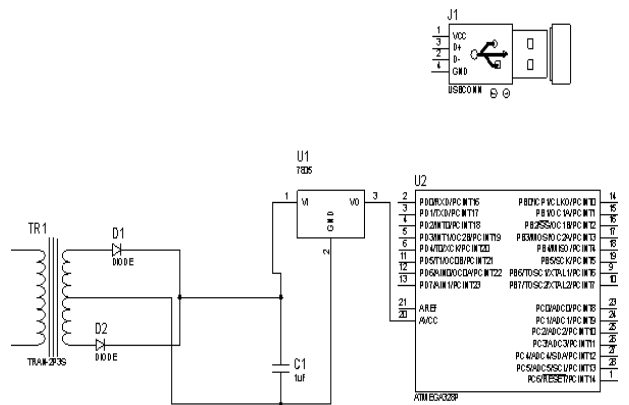 J1
1 VCC
3 D+
2 D-
4 GND
USBCONN
U1
7805
1 VI VO 3
GND
2
TR1
TRAN-2P3S
D1
DIODE
D2
DIODE
C1
1uF
U2
2 PD0/RXD/PCINT16 PB0/ICP1/CLKO/PCINT0 14
3 PD1/TXD/PCINT17 PB1/OC1A/PCINT1 15
4 PD2/INT0/PCINT18 PB2/SS/OC1B/PCINT2 16
5 PD3/INT1/OC2B/PCINT19 PB3/MOSI/OC2A/PCINT3 17
6 PD4/T0/XCK/PCINT20 PB4/MISO/PCINT4 18
11 PD5/T1/OC0B/PCINT21 PB5/SCK/PCINT5 19
12 PD6/AIN0/OC0A/PCINT22 PB6/TOSC1/XTAL1/PCINT6 9
13 PD7/AIN1/PCINT23 PB7/TOSC2/XTAL2/PCINT7 10
21 AREF PC0/ADC0/PCINT8 23
20 AVCC PC1/ADC1/PCINT9 24
PC2/ADC2/PCINT10 25
PC3/ADC3/PCINT11 26
PC4/ADC4/SDA/PCINT12 27
PC5/ADC5/SCL/PCINT13 28
PC6/RESET/PCINT14 1
ATMEGA328P